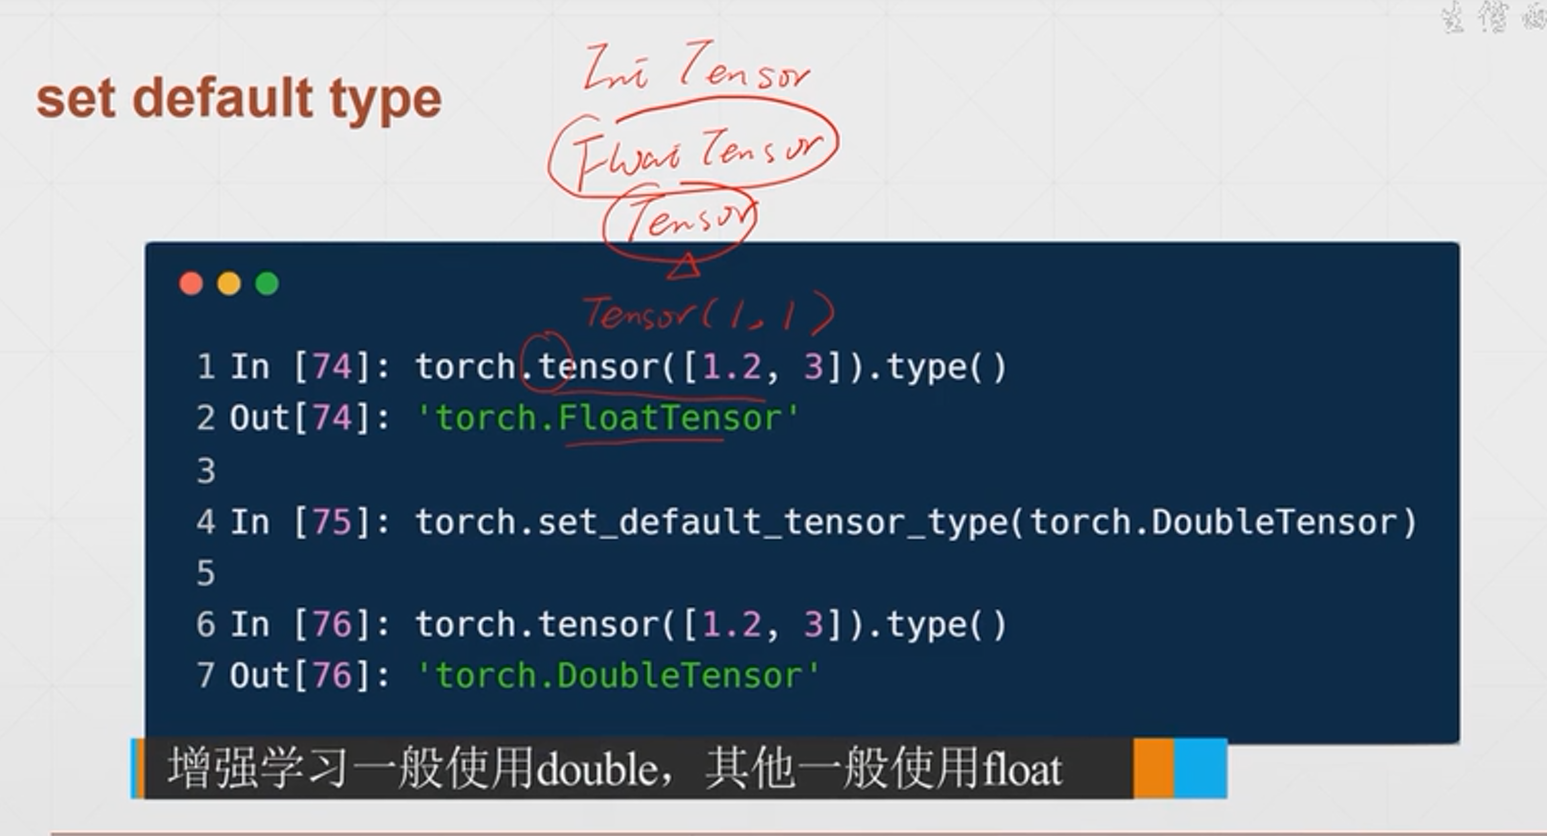 set default type
Int Tensor
Float Tensor
Tensor
Tensor(1,1)
1 In [74]: torch.tensor([1.2, 3]).type()
2 Out[74]: 'torch.FloatTensor'
3
4 In [75]: torch.set_default_tensor_type(torch.DoubleTensor)
5
6 In [76]: torch.tensor([1.2, 3]).type()
7 Out[76]: 'torch.DoubleTensor'
增强学习一般使用double，其他一般使用float